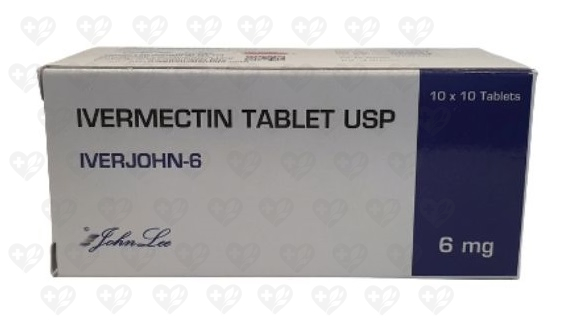 IVERMECTIN TABLET USP
IVERJOHN-6
John Lee
10 x 10 Tablets
6 mg